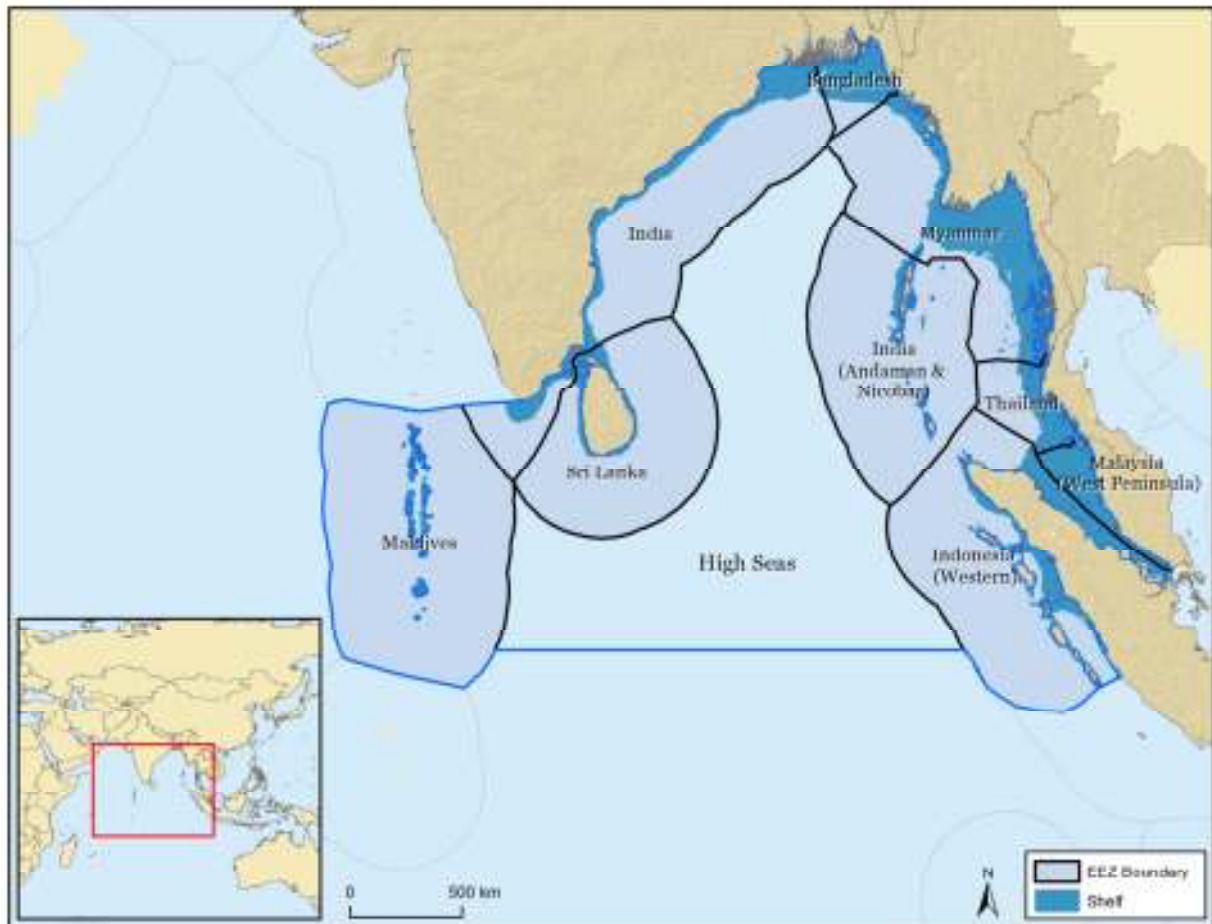 Bangladesh
India
Myanmar
India
(Andaman &
Nicobar)
Thailand
Malaysia
(West Peninsula)
Sri Lanka
Maldives
High Seas
Indonesia
(Western)
0 500 km
N
EEZ Boundary
Shelf